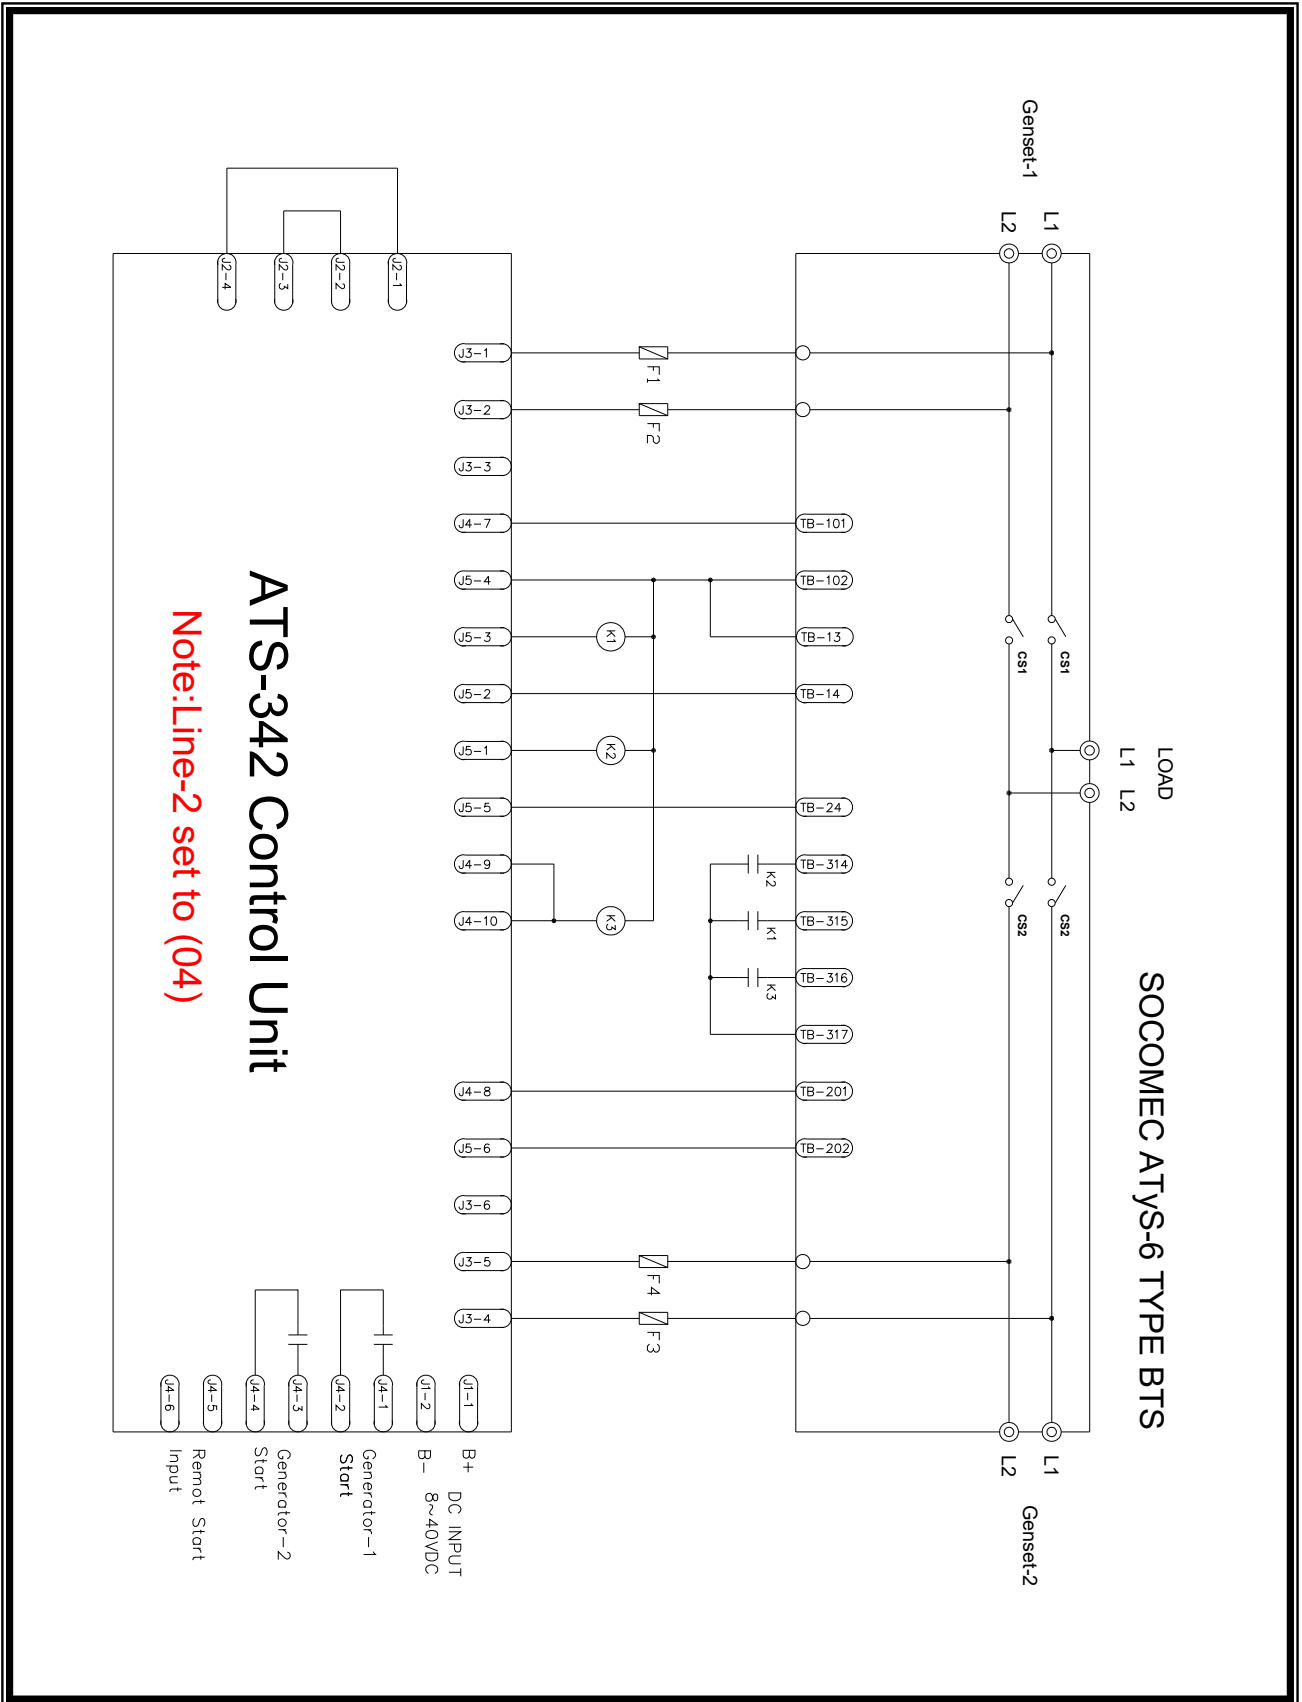 SOCOMEC ATyS-6 TYPE BTS
LOAD
L1 L2
Genset-1
L1
L2
CS1
CS1
CS2
CS2
L1
L2
Genset-2
TB-101
TB-102
TB-13
TB-14
TB-24
TB-314
TB-315
TB-316
TB-317
TB-201
TB-202
K2
K1
K3
F1
F2
K1
K2
K3
F4
F3
J3-1
J3-2
J3-3
J4-7
J5-4
J5-3
J5-2
J5-1
J5-5
J4-9
J4-10
J4-8
J5-6
J3-6
J3-5
J3-4
J2-1
J2-2
J2-3
J2-4
ATS-342 Control Unit
Note:Line-2 set to (04)
J1-1
J1-2
J4-1
J4-2
J4-3
J4-4
J4-5
J4-6
B+
B-
DC INPUT
8~40VDC
Generator-1
Start
Generator-2
Start
Remot Start
Input